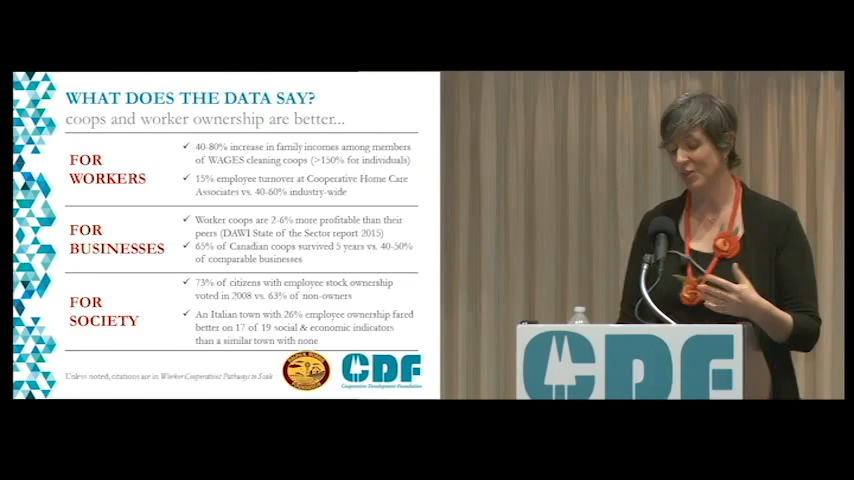 WHAT DOES THE DATA SAY?
coops and worker ownership are better...
FOR
WORKERS
✓ 40-80% increase in family incomes among members
of WAGES cleaning coops (>150% for individuals)
✓ 15% employee turnover at Cooperative Home Care
Associates vs. 40-60% industry-wide
FOR
BUSINESSES
✓ Worker coops are 2-6% more profitable than their
peers (DAWI State of the Sector report 2015)
✓ 65% of Canadian coops survived 5 years vs. 40-50%
of comparable businesses
FOR
SOCIETY
✓ 73% of citizens with employee stock ownership
voted in 2008 vs. 63% of non-owners
✓ An Italian town with 26% employee ownership fared
better on 17 of 19 social & economic indicators
than a similar town with none
Unless noted, citations are in Worker Cooperatives: Pathways to Scale
CDF
Cooperative Development Foundation
CDF